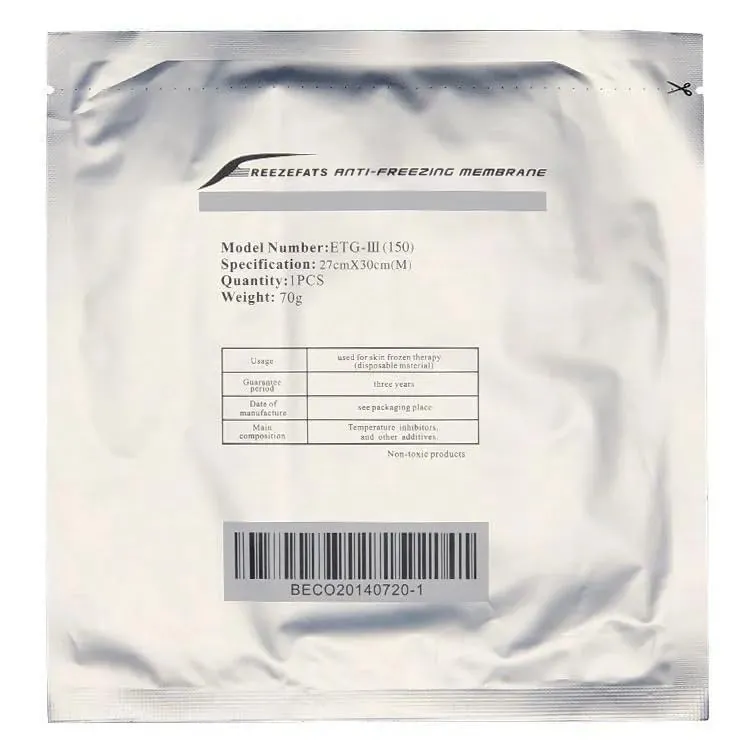 FREEZEFATS ANTI-FREEZING MEMBRANE
Model Number:ETG-III(150)
Specification: 27cmX30cm(M)
Quantity:1PCS
Weight: 70g
Usage
used for skin frozen therapy
(disposable material)
Guarantee
period
three years
Date of
manufacture
see packaging place
Main
composition
Temperature inhibitors,
and other additives.
Non-toxic products
BECO20140720-1